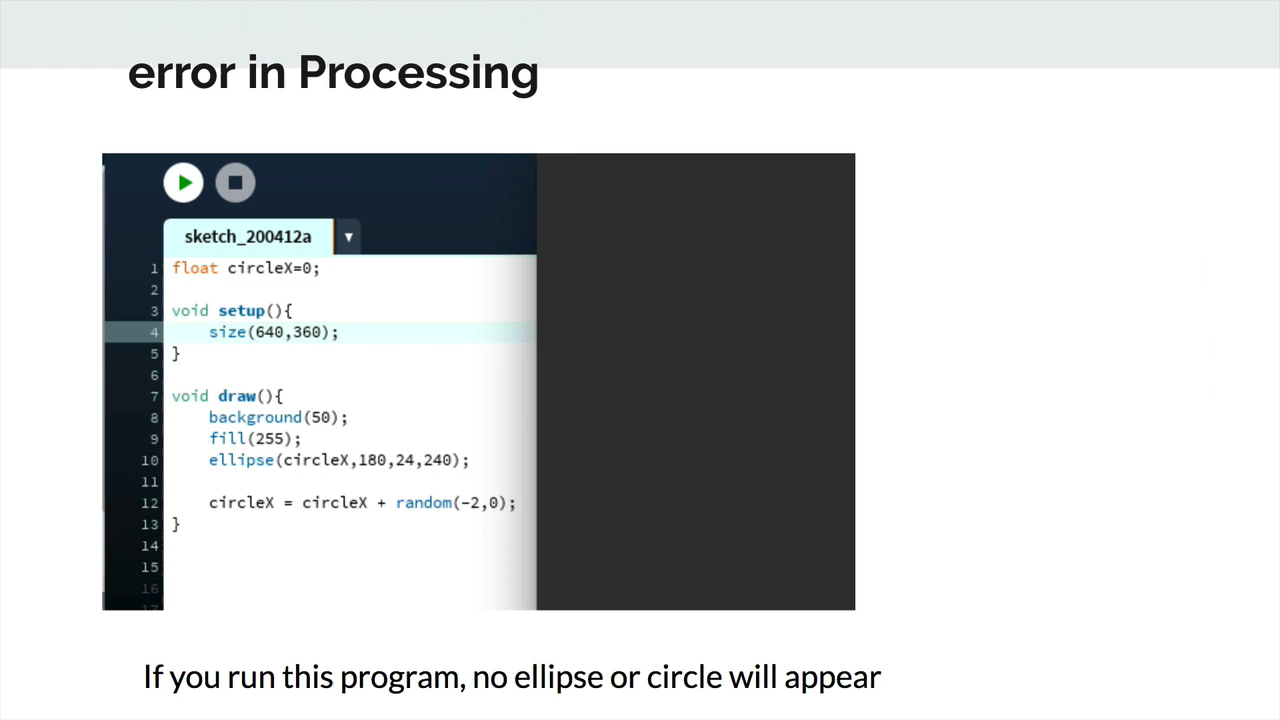 error in Processing
sketch_200412a
1 float circleX=0;
2
3 void setup(){
4 size(640,360);
5 }
6
7 void draw(){
8 background(50);
9 fill(255);
10 ellipse(circleX,180,24,240);
11
12 circleX = circleX + random(-2,0);
13 }
14
15
16
17
If you run this program, no ellipse or circle will appear